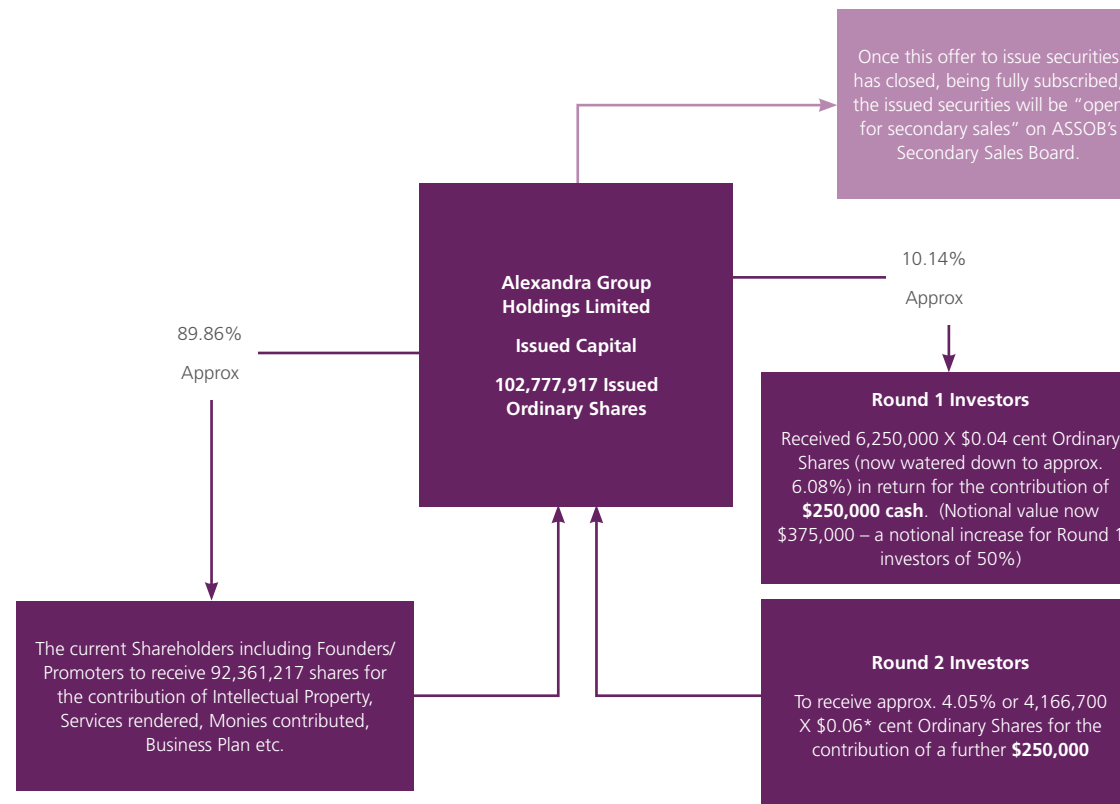 Once this offer to issue securities
has closed, being fully subscribed,
the issued securities will be “open
for secondary sales” on ASSOB’s
Secondary Sales Board.
Alexandra Group
Holdings Limited
Issued Capital
102,777,917 Issued
Ordinary Shares
10.14%
Approx
89.86%
Approx
Round 1 Investors
Received 6,250,000 X $0.04 cent Ordinary
Shares (now watered down to approx.
6.08%) in return for the contribution of
$250,000 cash. (Notional value now
$375,000 – a notional increase for Round 1
investors of 50%)
The current Shareholders including Founders/
Promoters to receive 92,361,217 shares for
the contribution of Intellectual Property,
Services rendered, Monies contributed,
Business Plan etc.
Round 2 Investors
To receive approx. 4.05% or 4,166,700
X $0.06* cent Ordinary Shares for the
contribution of a further $250,000